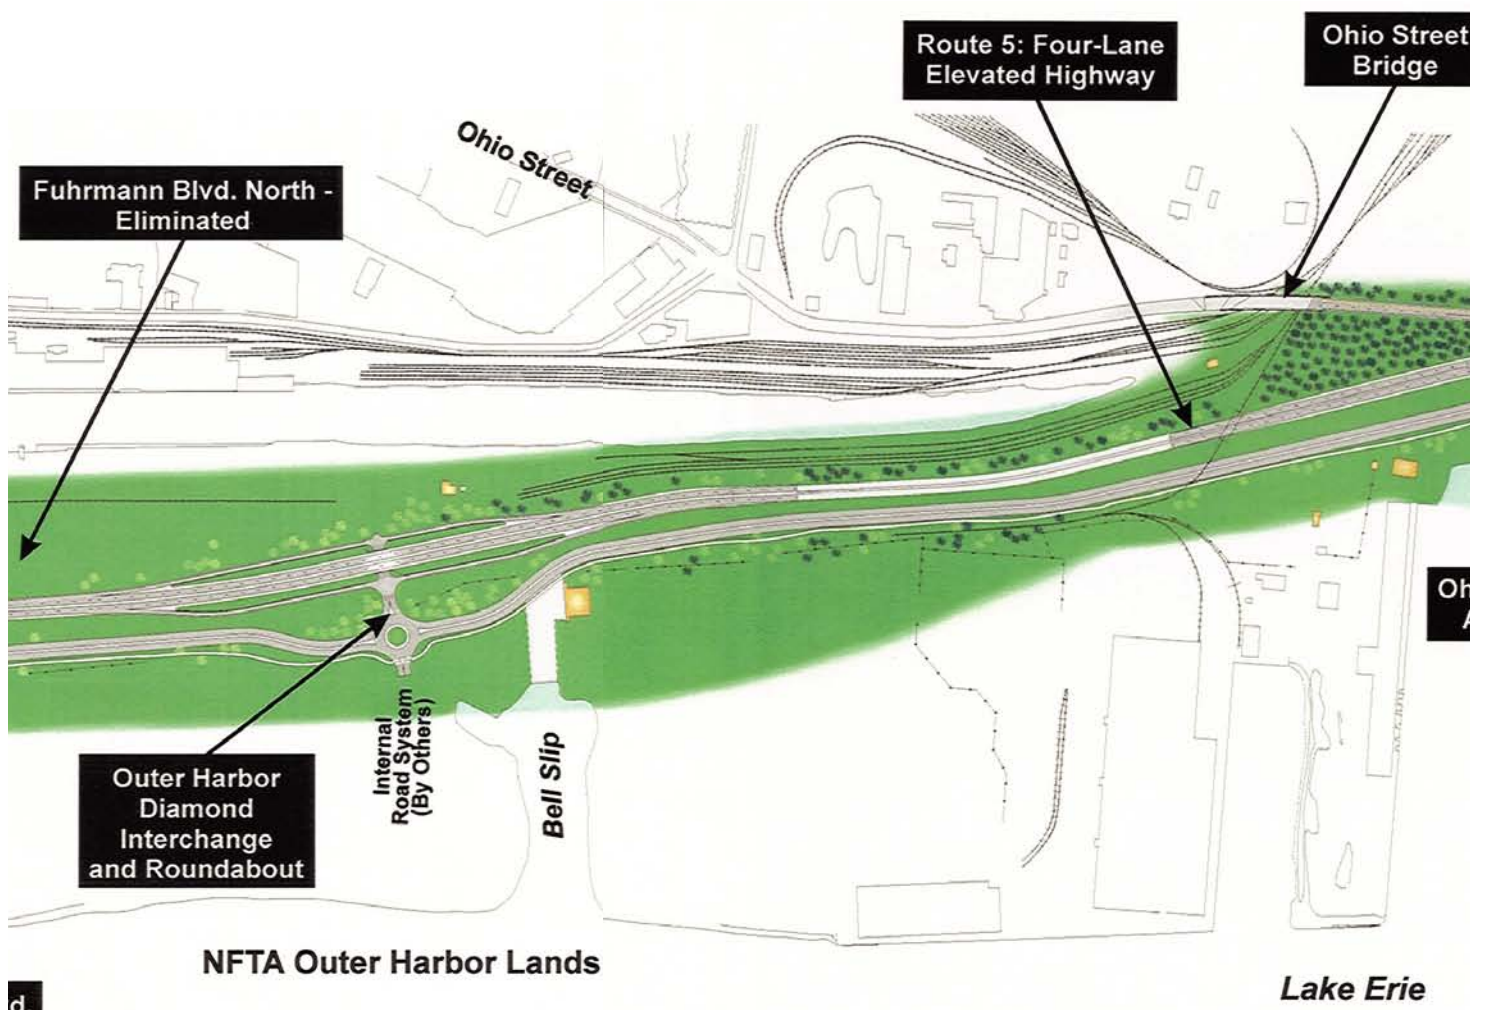 Route 5: Four-Lane
Elevated Highway
Ohio Street
Bridge
Ohio Street
Fuhrmann Blvd. North -
Eliminated
Outer Harbor
Diamond
Interchange
and Roundabout
Internal
Road System
(By Others)
Bell Slip
NFTA Outer Harbor Lands
Lake Erie
d.